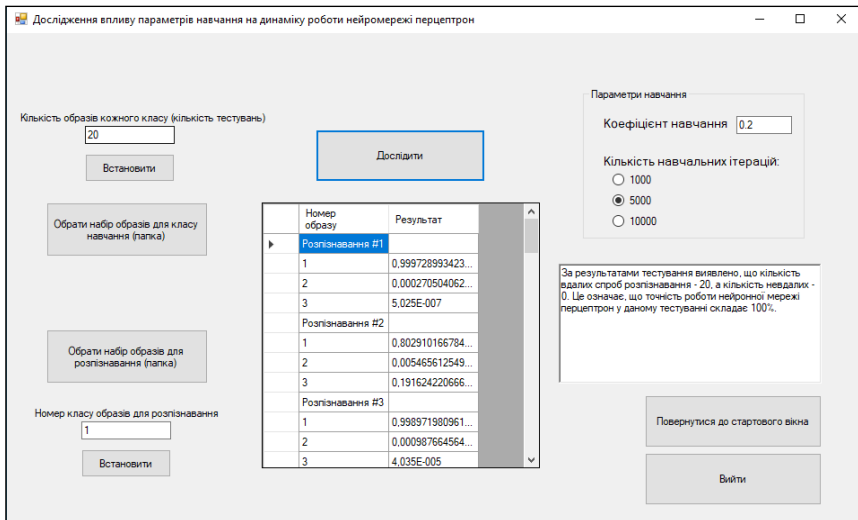 Дослідження впливу параметрів навчання на динаміку роботи нейромережі перцептрон
Кількість образів кожного класу (кількість тестувань)
20
Встановити
Обрати набір образів для класу
навчання (папка)
Обрати набір образів для
розпізнавання (папка)
Номер класу образів для розпізнавання
1
Встановити
Дослідити
Номер
образу
Результат
Розпізнавання #1
1 0,999728993423...
2 0,000270504062...
3 5,025E-007
Розпізнавання #2
1 0,802910166784...
2 0,005465612549...
3 0,191624220666...
Розпізнавання #3
1 0,998971980961...
2 0,000987664564...
3 4,035E-005
Параметри навчання
Коефіцієнт навчання 0.2
Кількість навчальних ітерацій:
1000
5000
10000
За результатами тестування виявлено, що кількість
вдалих спроб розпізнавання - 20, а кількість невдалих -
0. Це означає, що точність роботи нейронної мережі
перцептрон у даному тестуванні складає 100%.
Повернутися до стартового вікна
Вийти